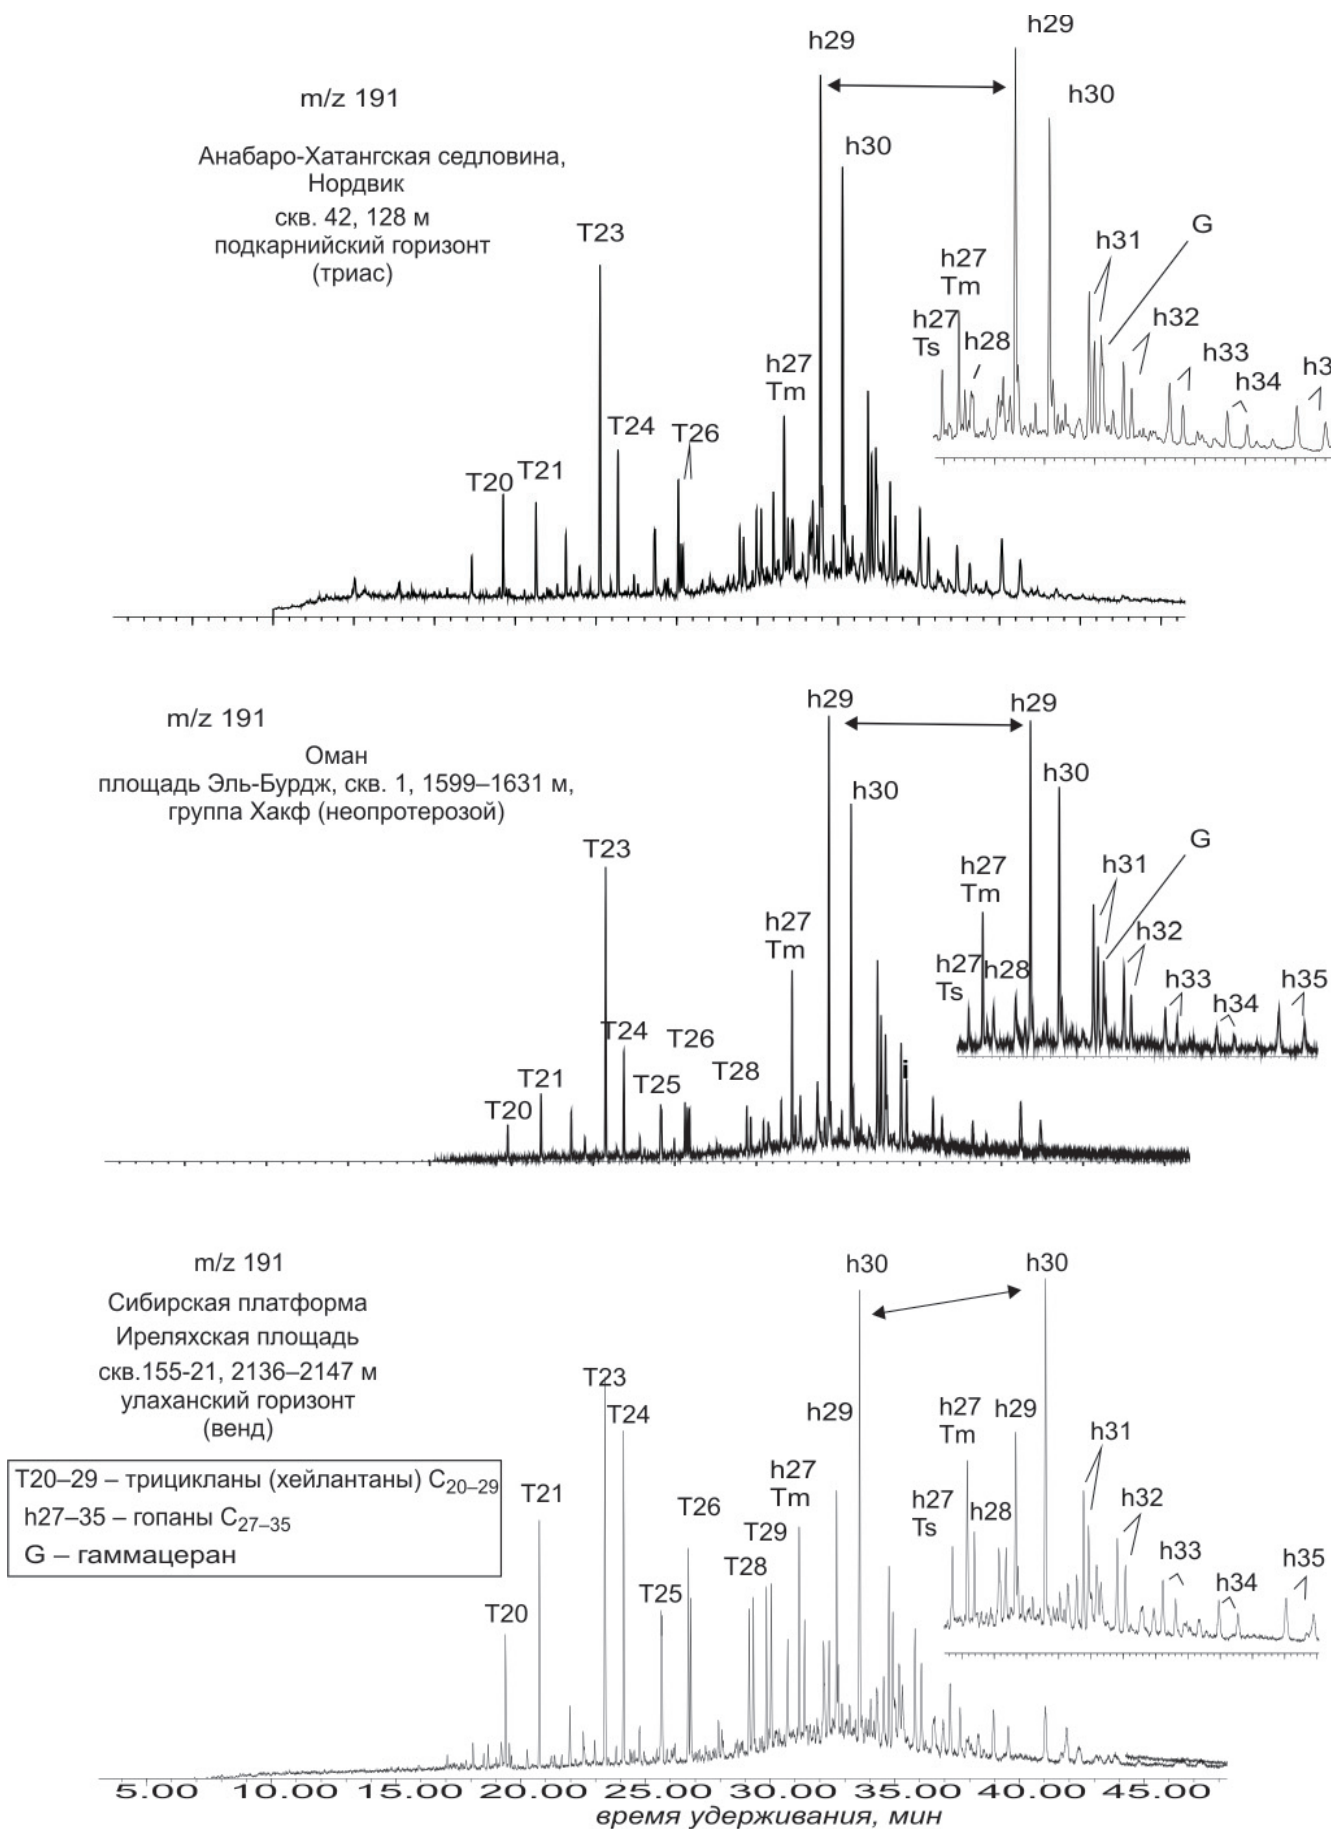 h29
h29
m/z 191
h30
Анабаро-Хатангская седловина,
Нордвик
скв. 42, 128 м
подкарнийский горизонт
(триас)
h30
T23
G
h31
h27
Tm
h27
Ts
h28
h32
h33
h34
h3
h27
Tm
T24
T26
T20
T21
m/z 191
h29
h29
Оман
площадь Эль-Бурдж, скв. 1, 1599–1631 м,
группа Хакф (неопротерозой)
h30
h30
T23
G
h31
h27
Tm
h27
Tm
h32
h27
Ts
h28
h33
h34
h35
T24
T26
T28
T25
T21
T20
i
m/z 191
h30
h30
Сибирская платформа
Иреляхская площадь
скв.155-21, 2136–2147 м
улаханский горизонт
(венд)
T23
T24
h29
h27
Tm
h29
h31
T20–29 – трицикланы (хейлантаны) C20–29
h27–35 – гопаны C27–35
G – гаммацеран
T21
h27
Tm
T26
T29
T28
T25
T20
h27
Ts
h28
h32
h33
h34
h35
5.00 10.00 15.00 20.00 25.00 30.00 35.00 40.00 45.00
время удерживания, мин